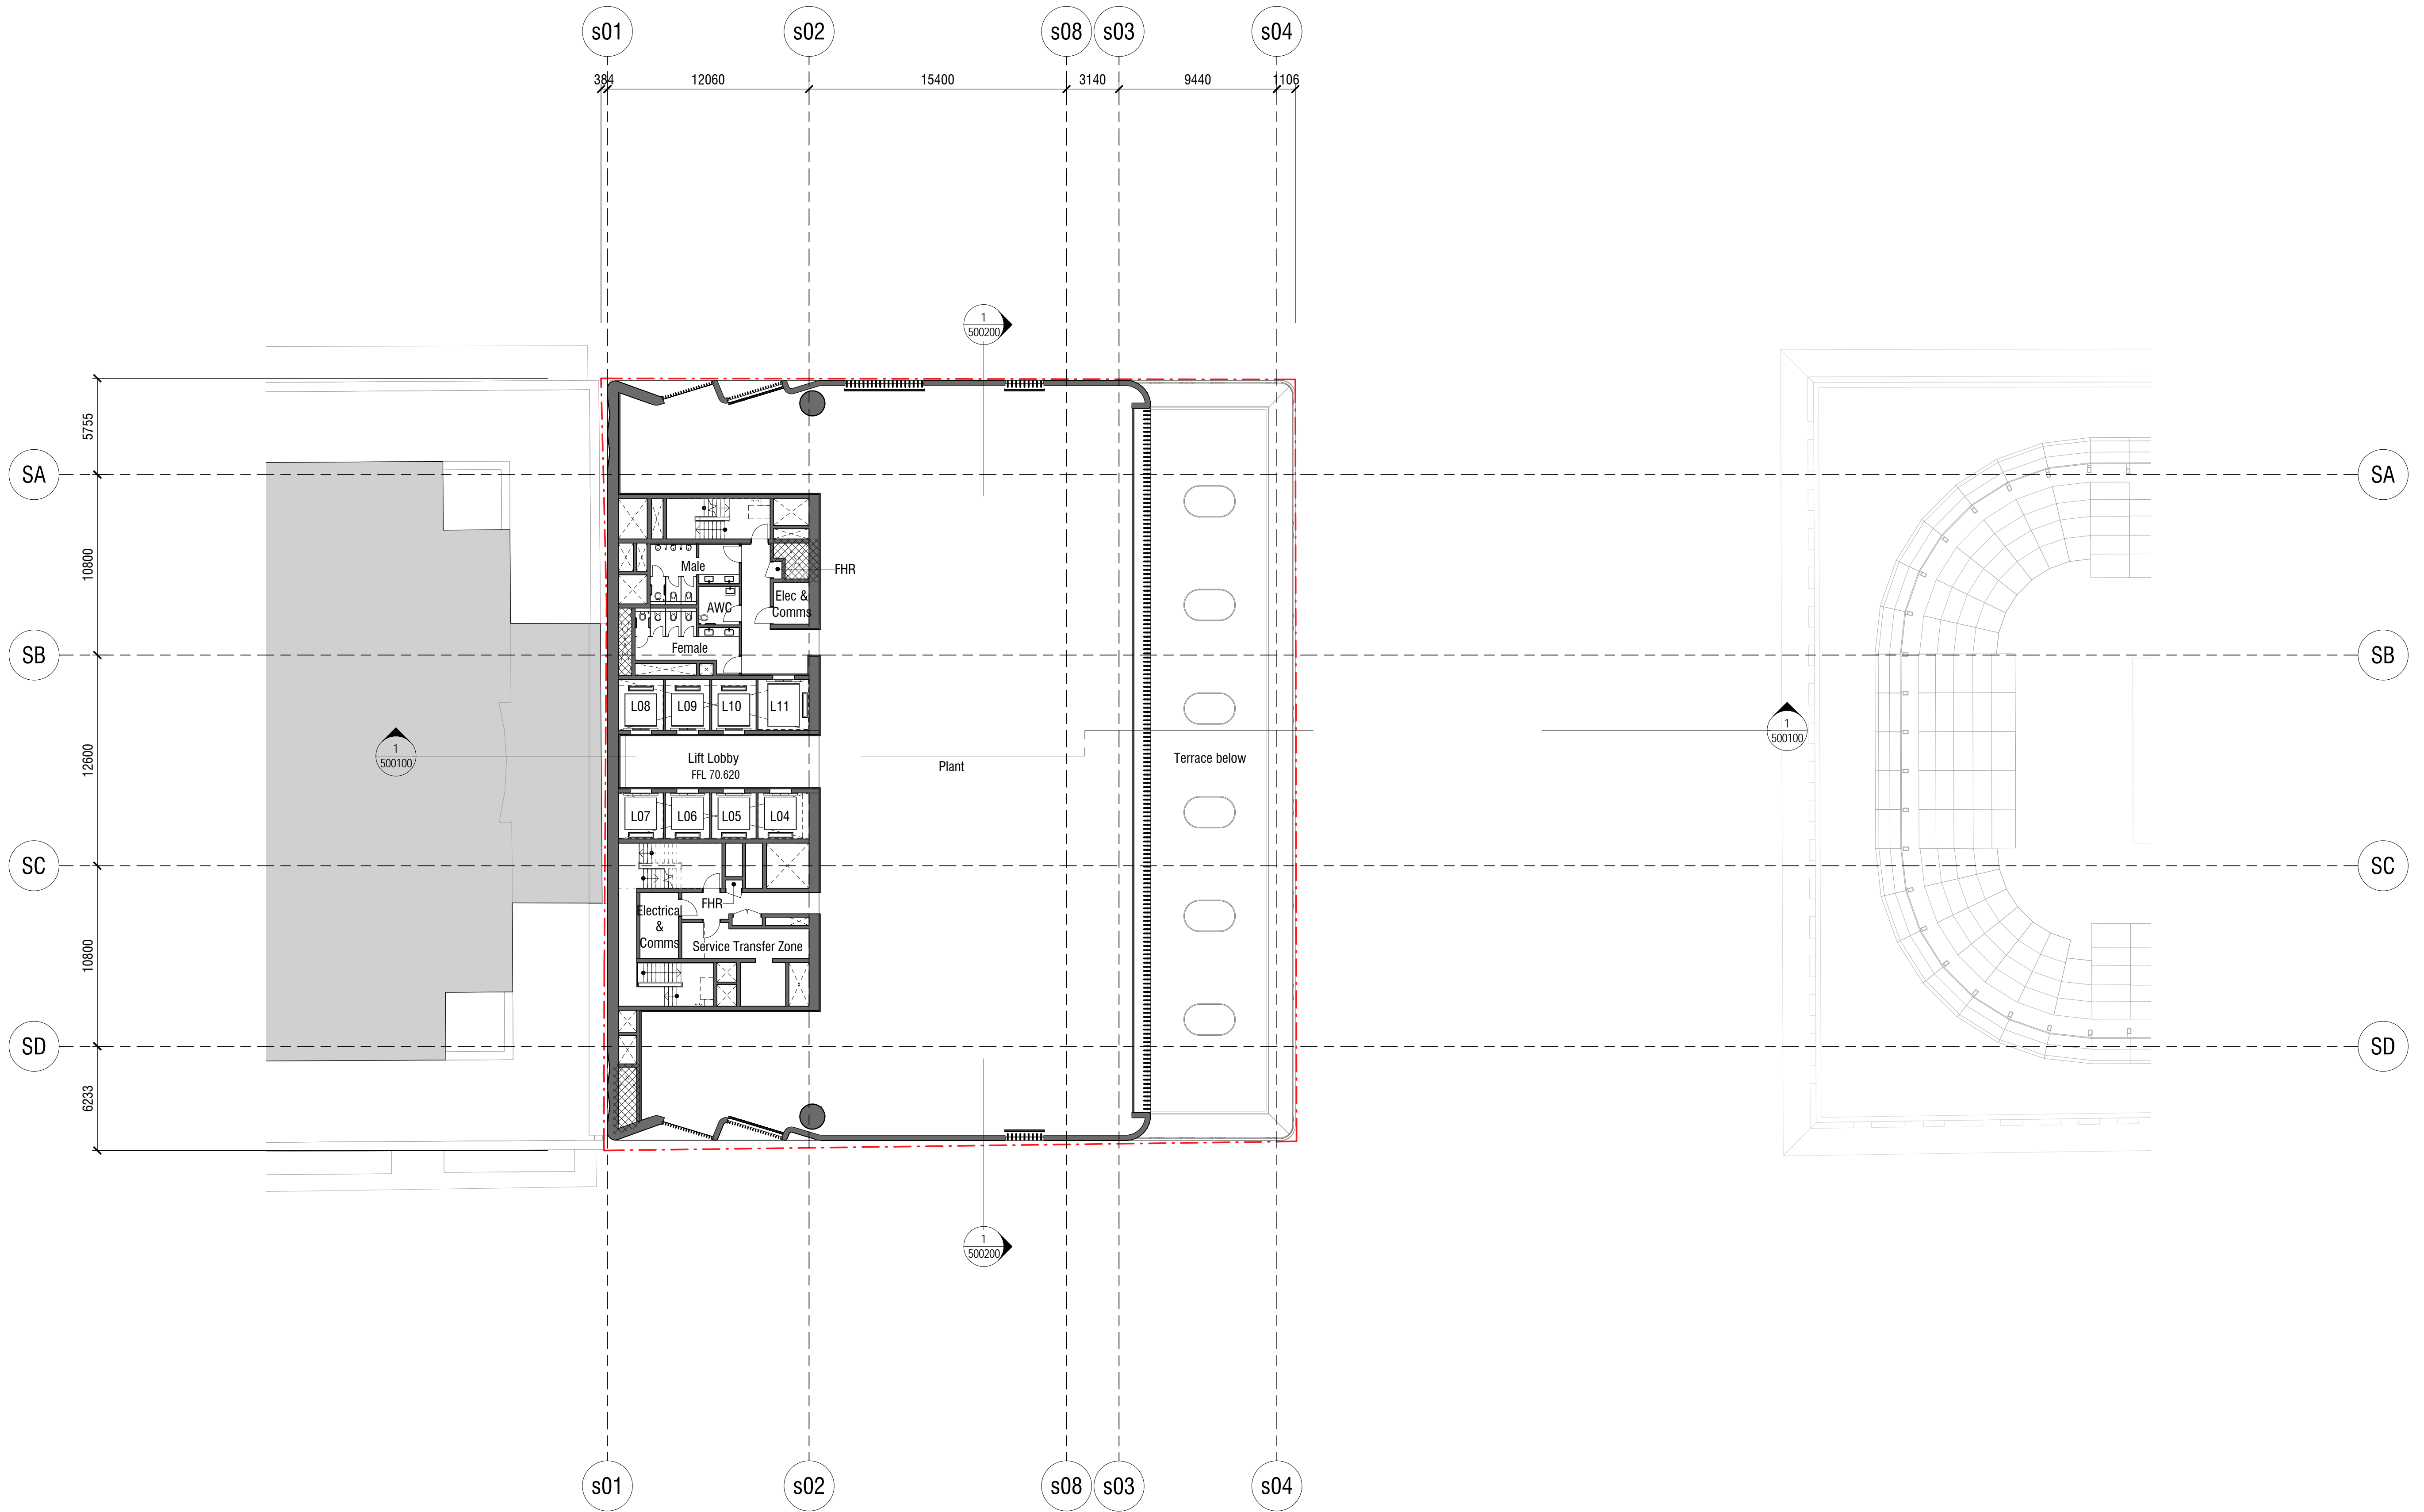 s01
s02
s08
s03
s04
384
12060
15400
3140
9440
1106
1
500200
5755
SA
SA
10800
Male
FHR
AWC
Elec &
Comms
Female
SB
SB
L08
L09
L10
L11
1
500100
1
500100
12600
Lift Lobby
FFL 70.620
Plant
Terrace below
L07
L06
L05
L04
SC
SC
FHR
Electrical
&
Comms
Service Transfer Zone
10800
SD
SD
6233
1
500200
s01
s02
s08
s03
s04